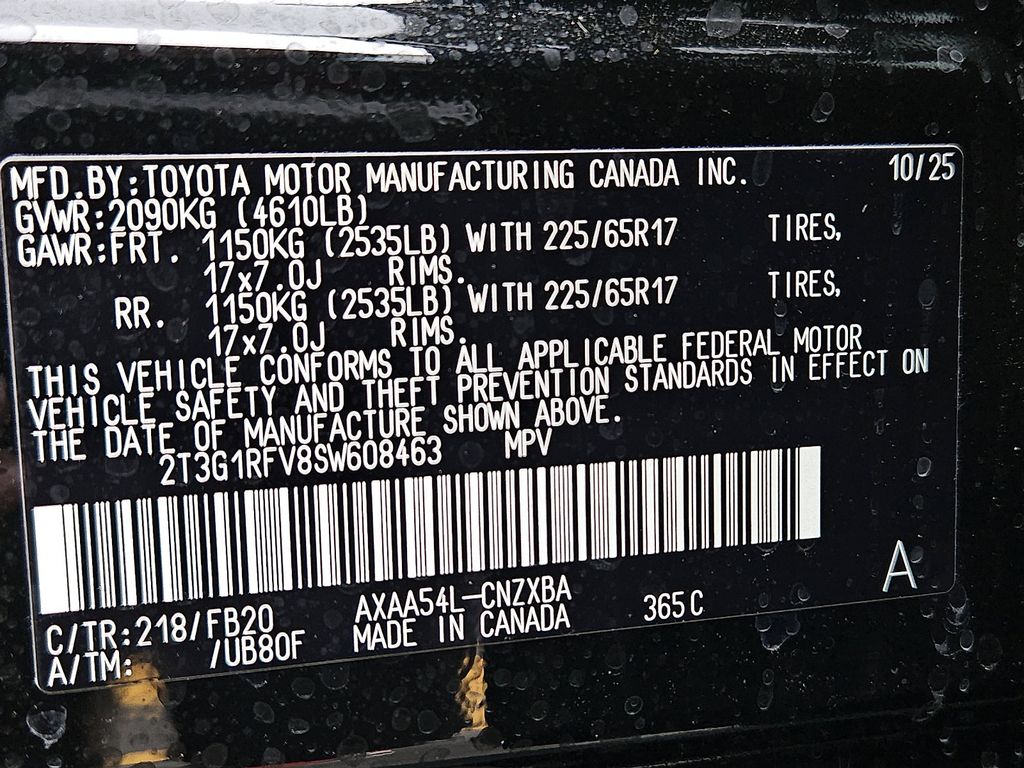 MFD.BY:TOYOTA MOTOR MANUFACTURING CANADA INC. 10/25
GVWR:2090KG (4610LB)
GAWR:FRT. 1150KG (2535LB) WITH 225/65R17 TIRES,
17x7.0J RIMS.
RR. 1150KG (2535LB) WITH 225/65R17 TIRES,
17x7.0J RIMS.
THIS VEHICLE CONFORMS TO ALL APPLICABLE FEDERAL MOTOR
VEHICLE SAFETY AND THEFT PREVENTION STANDARDS IN EFFECT ON
THE DATE OF MANUFACTURE SHOWN ABOVE.
2T3G1RFV8SW608463 MPV
C/TR:218/FB20 AXAA54L-CNZXBA 365C A
A/TM: /UB80F MADE IN CANADA